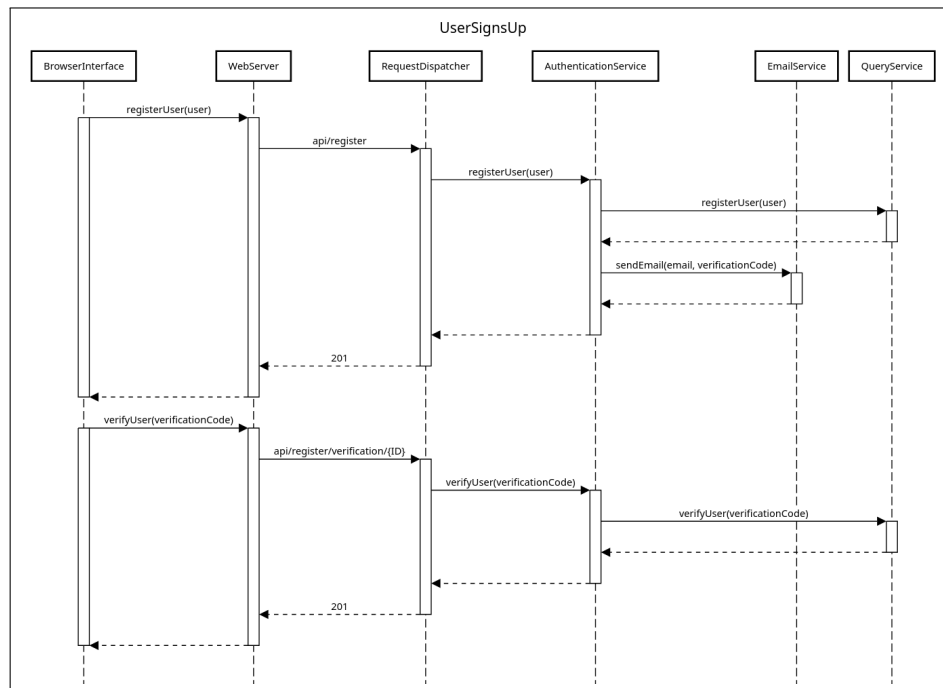 UserSignsUp
BrowserInterface
WebServer
RequestDispatcher
AuthenticationService
EmailService
QueryService
registerUser(user)
api/register
registerUser(user)
registerUser(user)
sendEmail(email, verificationCode)
201
verifyUser(verificationCode)
api/register/verification/{ID}
verifyUser(verificationCode)
verifyUser(verificationCode)
201